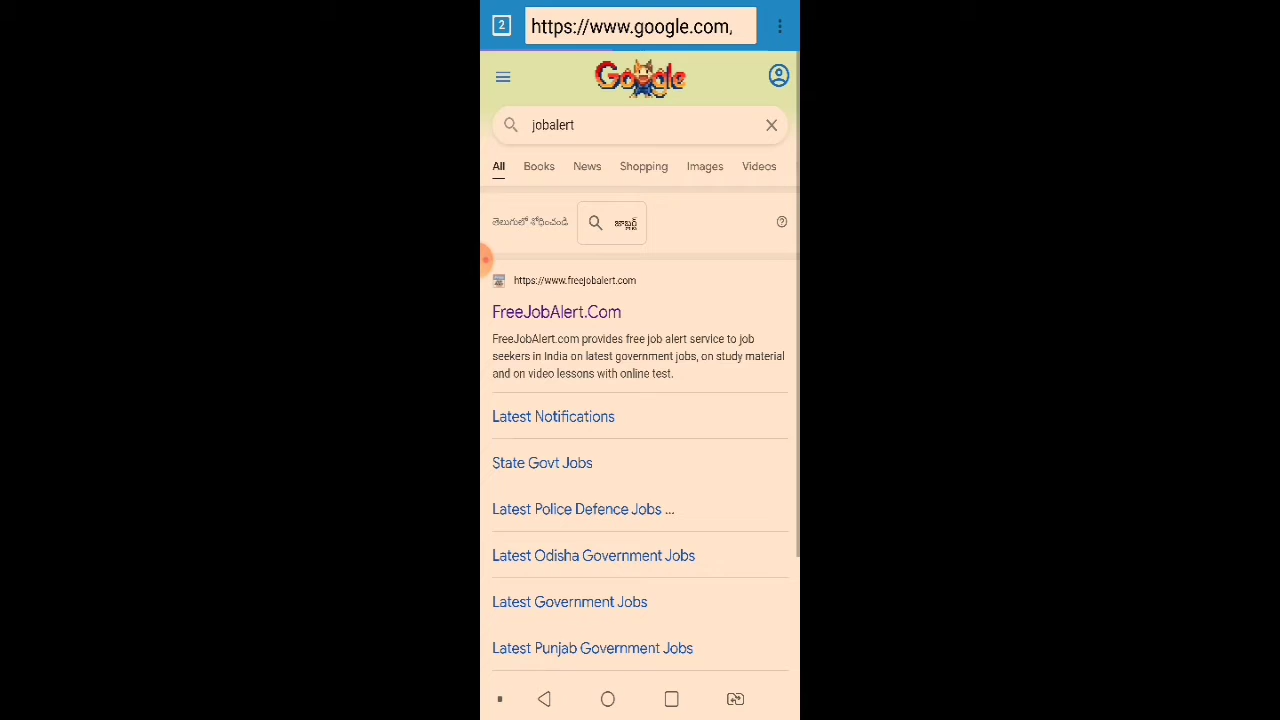 2 https://www.google.com,
Google
jobalert
All Books News Shopping Images Videos
తెలుగులో శోధించండి జాబ్లర్ట్
https://www.freejobalert.com
FreeJobAlert.Com
FreeJobAlert.com provides free job alert service to job
seekers in India on latest government jobs, on study material
and on video lessons with online test.
Latest Notifications
State Govt Jobs
Latest Police Defence Jobs ...
Latest Odisha Government Jobs
Latest Government Jobs
Latest Punjab Government Jobs